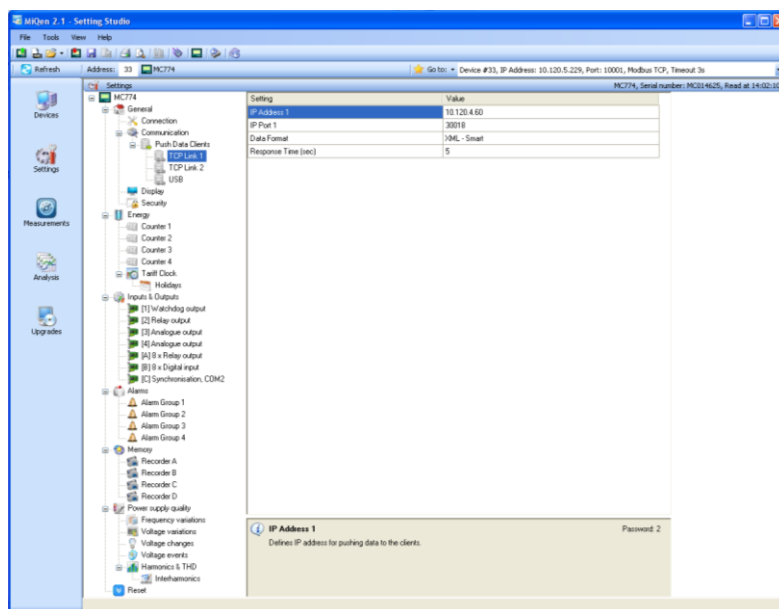 MiQen 2.1 - Setting Studio
File Tools View Help
Refresh Address: 33 MC774 Go to: Device #33, IP Address: 10.120.5.229, Port: 10001, Modbus TCP, Timeout 3s
Settings MC774, Serial number: MC014625, Read at 14:02:10
Devices
Settings
Measurements
Analysis
Upgrades
MC774
General
Connection
Communication
Push Data Clients
TCP Link 1
TCP Link 2
USB
Display
Security
Energy
Counter 1
Counter 2
Counter 3
Counter 4
Tariff Clock
Holidays
Inputs & Outputs
[1] Watchdog output
[2] Relay output
[3] Analogue output
[4] Analogue output
[A] 8 x Relay output
[B] 8 x Digital input
[C] Synchronisation, COM2
Alarms
Alarm Group 1
Alarm Group 2
Alarm Group 3
Alarm Group 4
Memory
Recorder A
Recorder B
Recorder C
Recorder D
Power supply quality
Frequency variations
Voltage variations
Voltage changes
Voltage events
Harmonics & THD
Interharmonics
Reset
Setting Value
IP Address 1 10.120.4.60
IP Port 1 30018
Data Format XML - Smart
Response Time (sec) 5
IP Address 1 Password: 2
Defines IP address for pushing data to the clients.